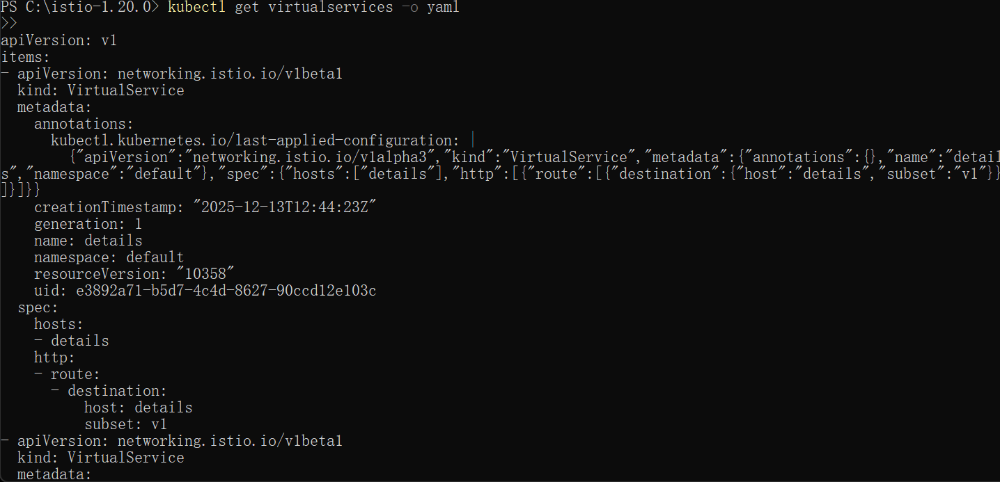 PS C:\istio-1.20.0> kubectl get virtualservices -o yaml
>>
apiVersion: v1
items:
- apiVersion: networking.istio.io/v1beta1
  kind: VirtualService
  metadata:
    annotations:
      kubectl.kubernetes.io/last-applied-configuration: |
        {"apiVersion":"networking.istio.io/v1alpha3","kind":"VirtualService","metadata":{"annotations":{},"name":"detail
s","namespace":"default"},"spec":{"hosts":["details"],"http":[{"route":[{"destination":{"host":"details","subset":"v1"}}
]}]}}
    creationTimestamp: "2025-12-13T12:44:23Z"
    generation: 1
    name: details
    namespace: default
    resourceVersion: "10358"
    uid: e3892a71-b5d7-4c4d-8627-90ccd12e103c
  spec:
    hosts:
    - details
    http:
    - route:
      - destination:
          host: details
          subset: v1
- apiVersion: networking.istio.io/v1beta1
  kind: VirtualService
  metadata: